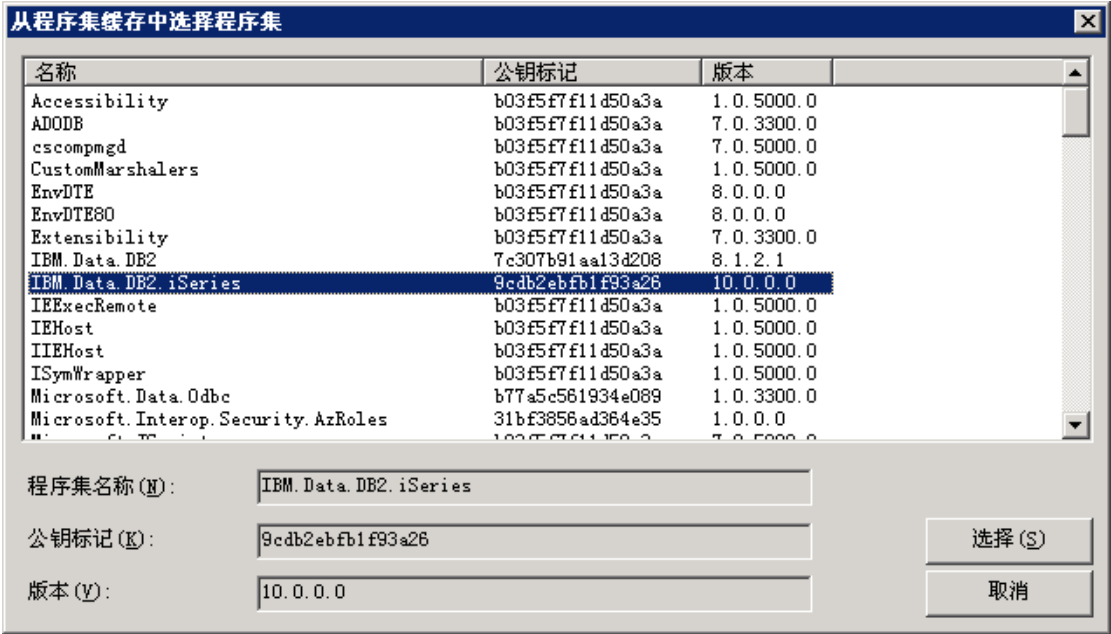 从程序集缓存中选择程序集
名称 公钥标记 版本
Accessibility b03f5f7f11d50a3a 1.0.5000.0
ADODB b03f5f7f11d50a3a 7.0.3300.0
cscompmgd b03f5f7f11d50a3a 7.0.5000.0
CustomMarshalers b03f5f7f11d50a3a 1.0.5000.0
EnvDTE b03f5f7f11d50a3a 8.0.0.0
EnvDTE80 b03f5f7f11d50a3a 8.0.0.0
Extensibility b03f5f7f11d50a3a 7.0.3300.0
IBM.Data.DB2 7c307b91aa13d208 8.1.2.1
IBM.Data.DB2.iSeries 9cdb2ebfb1f93a26 10.0.0.0
IEExecRemote b03f5f7f11d50a3a 1.0.5000.0
IEHost b03f5f7f11d50a3a 1.0.5000.0
IIEHost b03f5f7f11d50a3a 1.0.5000.0
ISymWrapper b03f5f7f11d50a3a 1.0.5000.0
Microsoft.Data.Odbc b77a5c561934e089 1.0.3300.0
Microsoft.Interop.Security.AzRoles 31bf3856ad364e35 1.0.0.0
程序集名称(N): IBM.Data.DB2.iSeries
公钥标记(K): 9cdb2ebfb1f93a26
选择(S)
版本(V): 10.0.0.0
取消